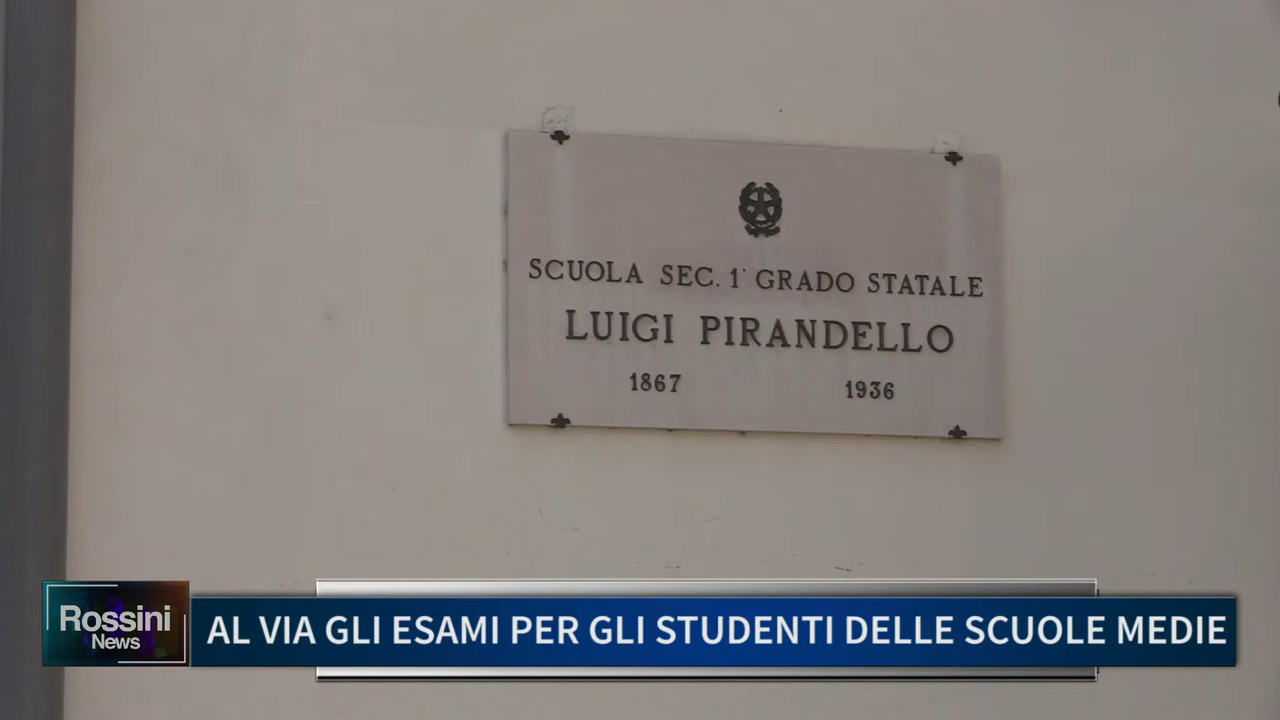 SCUOLA SEC. 1° GRADO STATALE
LUIGI PIRANDELLO
1867 1936
Rossini
News
AL VIA GLI ESAMI PER GLI STUDENTI DELLE SCUOLE MEDIE